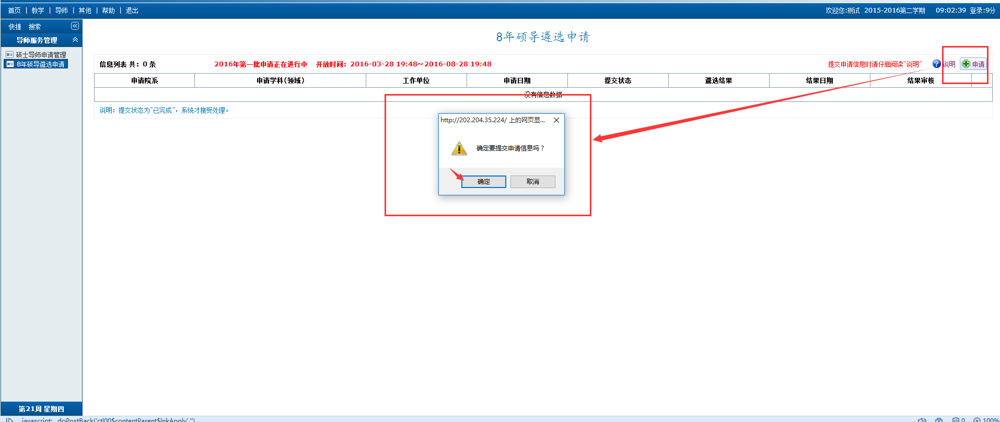 首页 | 教学 | 导师 | 其他 | 帮助 | 退出
欢迎您:测试 2015-2016第二学期 09:02:39 登录:9分
快捷 搜索
导师服务管理
硕士导师申请管理
8年硕导遴选申请
8年硕导遴选申请
信息列表 共：0 条 2016年第一批申请正在进行中 开放时间：2016-03-28 19:48～2016-08-28 19:48 提交申请信息时请仔细阅读“说明” 说明 申请
申请院系 申请学科(领域) 工作单位 申请日期 提交状态 遴选结果 结果日期 结果审核
没有信息数据
说明：提交状态为“已完成”，系统才接受处理。
http://202.204.35.224/ 上的网页显...
确定要提交申请信息吗？
确定 取消
第21周 星期四
javascript:__doPostBack('ctl00$contentParent$lnkApply','') 0 100%